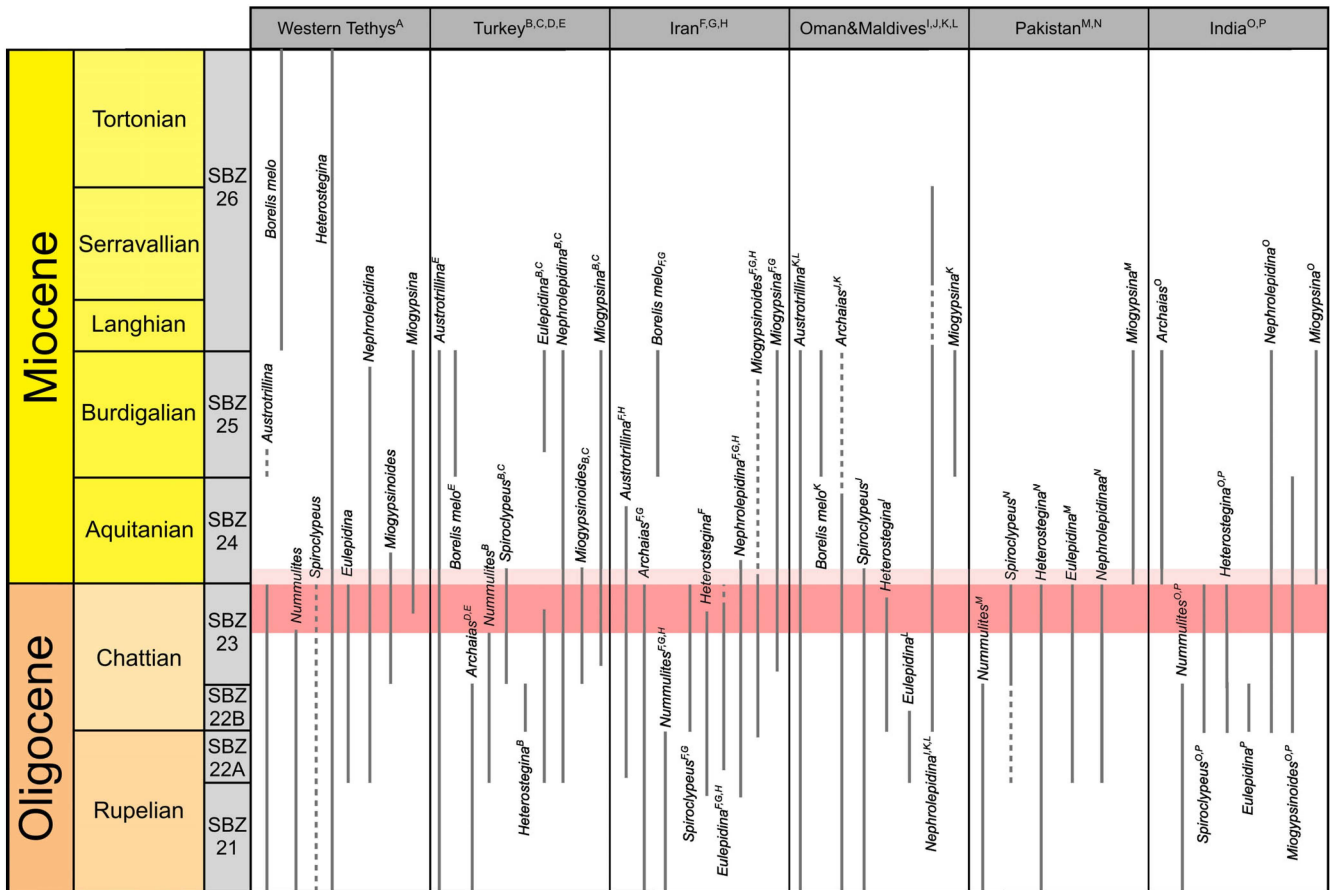 Western Tethys^A
Turkey^B,C,D,E
Iran^F,G,H
Oman&Maldives^I,J,K,L
Pakistan^M,N
India^O,P
Miocene
Oligocene
Tortonian
Serravallian
Langhian
Burdigalian
Aquitanian
Chattian
Rupelian
SBZ
26
SBZ
25
SBZ
24
SBZ
23
SBZ
22B
SBZ
22A
SBZ
21
Austrotrillina
Borelis melo
Nummulites
Spiroclypeus
Heterostegina
Eulepidina
Nephrolepidina
Miogypsinoides
Miogypsina
Austrotrillina^E
Borelis melo^E
Archaias^D,E
Nummulites^B
Spiroclypeus^B,C
Heterostegina^B
Eulepidina^B,C
Nephrolepidina^B,C
Miogypsinoides^B,C
Miogypsina^B,C
Austrotrillina^F,H
Archaias^F,G
Borelis melo^F,G
Nummulites^F,G,H
Spiroclypeus^F,G
Heterostegina^F
Eulepidina^F,G,H
Nephrolepidina^F,G,H
Miogypsinoides^F,G,H
Miogypsina^F,G
Austrotrillina^K,L
Borelis melo^K
Archaias^J,K
Spiroclypeus^J
Heterostegina^I
Eulepidina^L
Nephrolepidina^I,K,L
Miogypsina^K
Nummulites^M
Spiroclypeus^N
Heterostegina^N
Eulepidina^M
Nephrolepidinaa^N
Miogypsina^M
Archaias^O
Nummulites^O,P
Spiroclypeus^O,P
Heterostegina^O,P
Eulepidina^P
Nephrolepidina^O
Miogypsinoides^O,P
Miogypsina^O